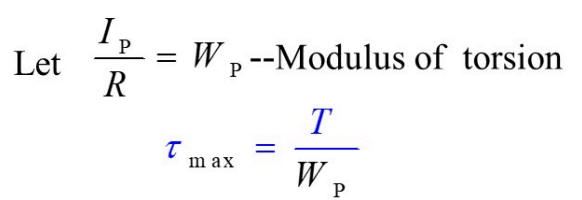 Let I_P / R = W_P --Modulus of torsion
τ_max = T / W_P